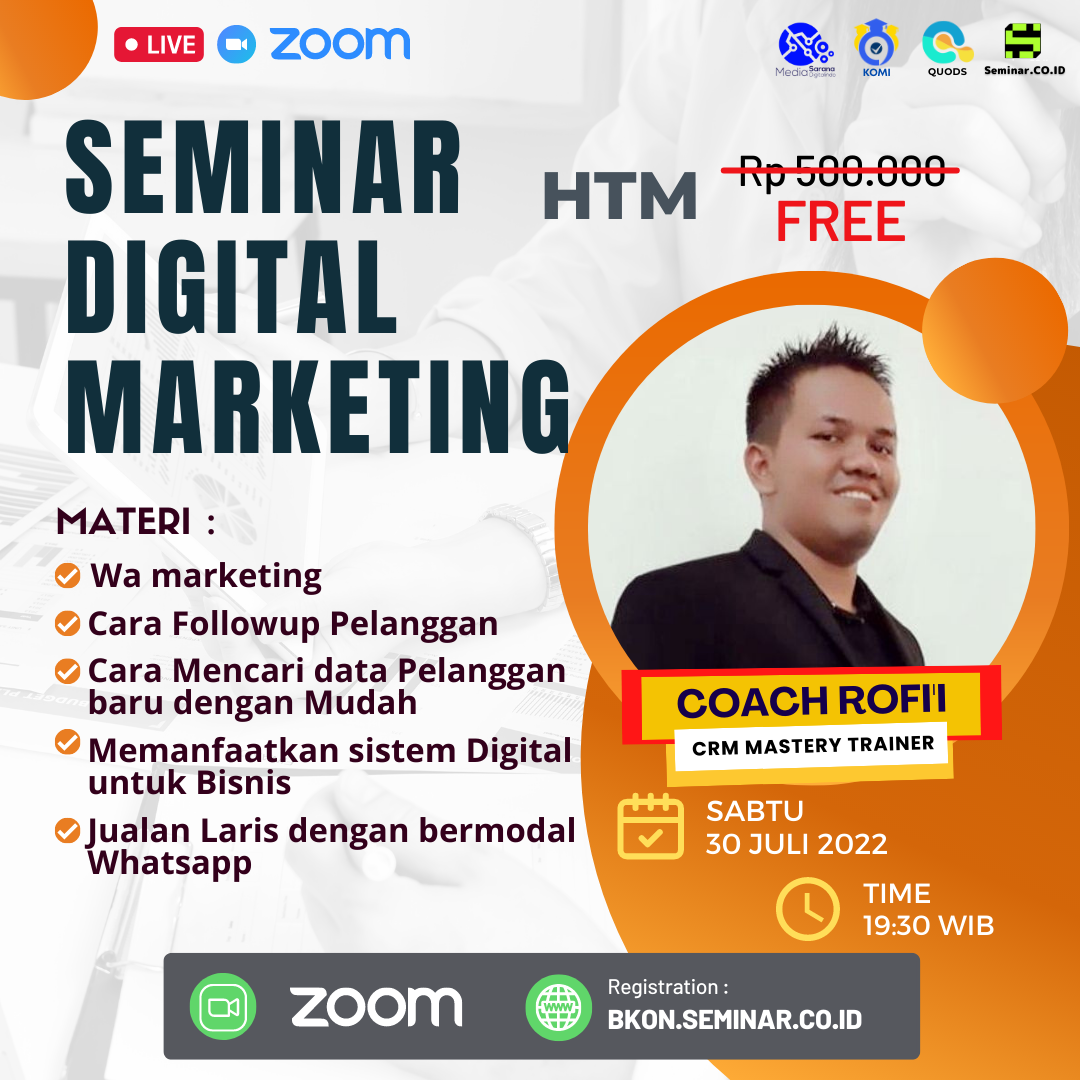 LIVE zoom
Media Sarana Digitalindo
KOMI
QUODS
Seminar.CO.ID
SEMINAR
DIGITAL
MARKETING
HTM
Rp 500.000
FREE
MATERI :
Wa marketing
Cara Followup Pelanggan
Cara Mencari data Pelanggan
baru dengan Mudah
Memanfaatkan sistem Digital
untuk Bisnis
Jualan Laris dengan bermodal
Whatsapp
COACH ROFI'I
CRM MASTERY TRAINER
SABTU
30 JULI 2022
TIME
19:30 WIB
zoom
www
Registration :
BKON.SEMINAR.CO.ID